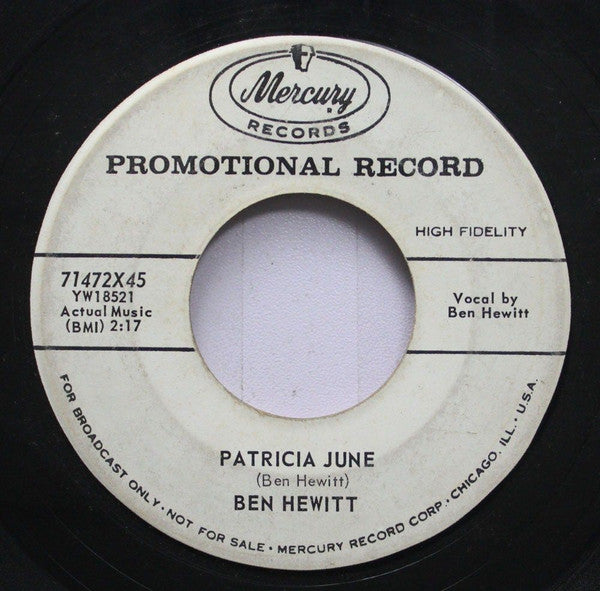 Mercury
RECORDS
PROMOTIONAL RECORD
HIGH FIDELITY
71472X45
YW18521
Actual Music
(BMI) 2:17
Vocal by
Ben Hewitt
PATRICIA JUNE
(Ben Hewitt)
BEN HEWITT
FOR BROADCAST ONLY · NOT FOR SALE · MERCURY RECORD CORP. · CHICAGO, ILL. · U.S.A.